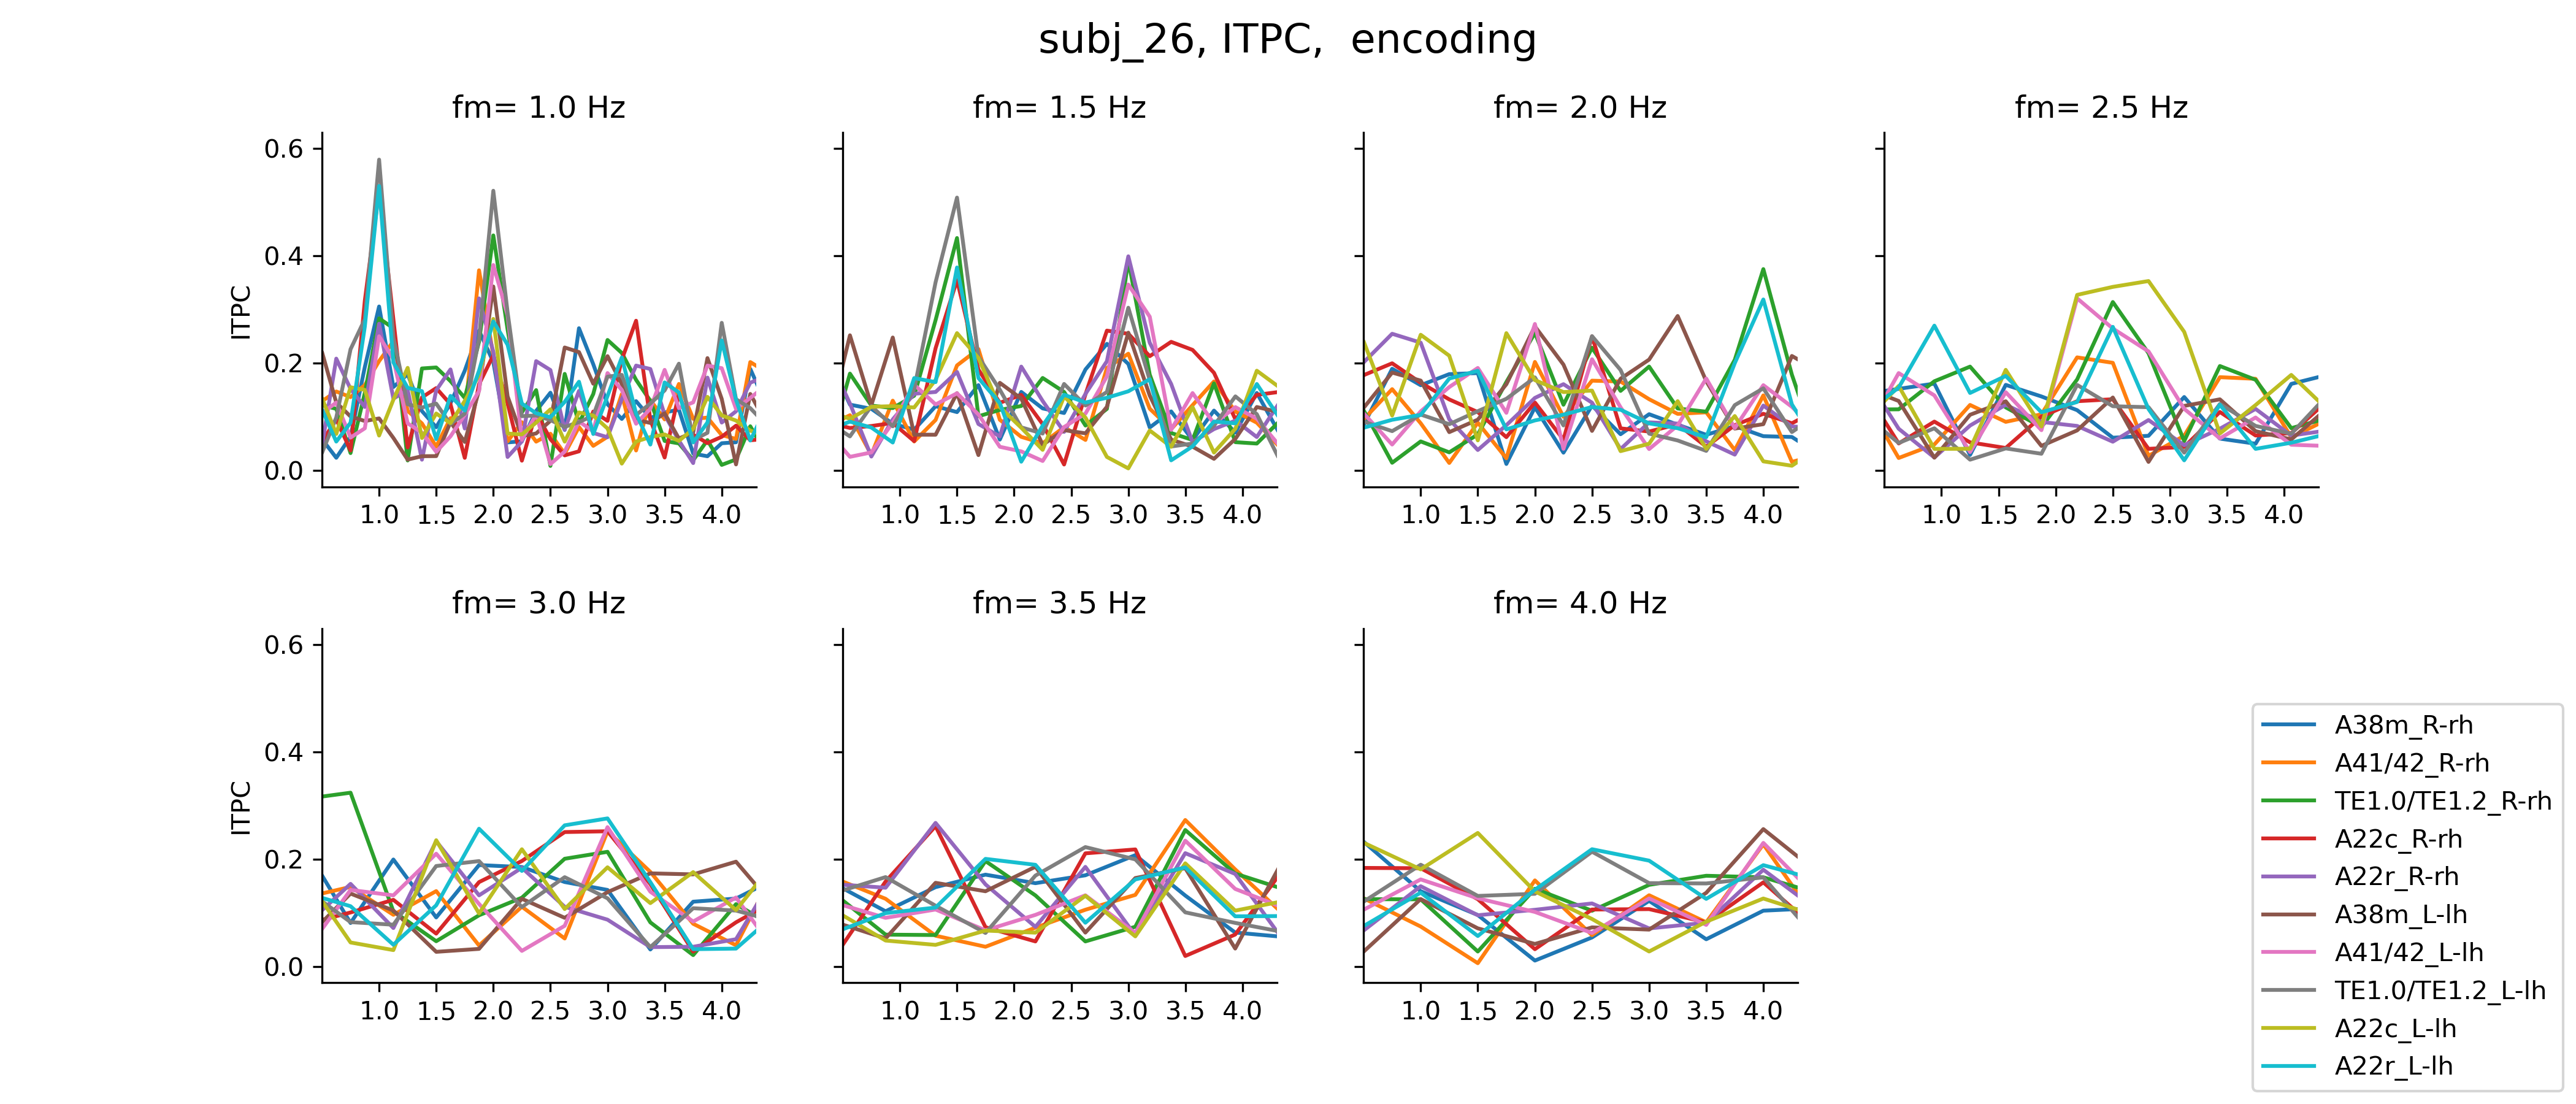 subj_26, ITPC,  encoding
fm= 1.0 Hz
fm= 1.5 Hz
fm= 2.0 Hz
fm= 2.5 Hz
ITPC
0.6
0.4
0.2
0.0
1.0 1.5 2.0 2.5 3.0 3.5 4.0
1.0 1.5 2.0 2.5 3.0 3.5 4.0
1.0 1.5 2.0 2.5 3.0 3.5 4.0
1.0 1.5 2.0 2.5 3.0 3.5 4.0
fm= 3.0 Hz
fm= 3.5 Hz
fm= 4.0 Hz
ITPC
0.6
0.4
0.2
0.0
1.0 1.5 2.0 2.5 3.0 3.5 4.0
1.0 1.5 2.0 2.5 3.0 3.5 4.0
1.0 1.5 2.0 2.5 3.0 3.5 4.0
A38m_R-rh
A41/42_R-rh
TE1.0/TE1.2_R-rh
A22c_R-rh
A22r_R-rh
A38m_L-lh
A41/42_L-lh
TE1.0/TE1.2_L-lh
A22c_L-lh
A22r_L-lh